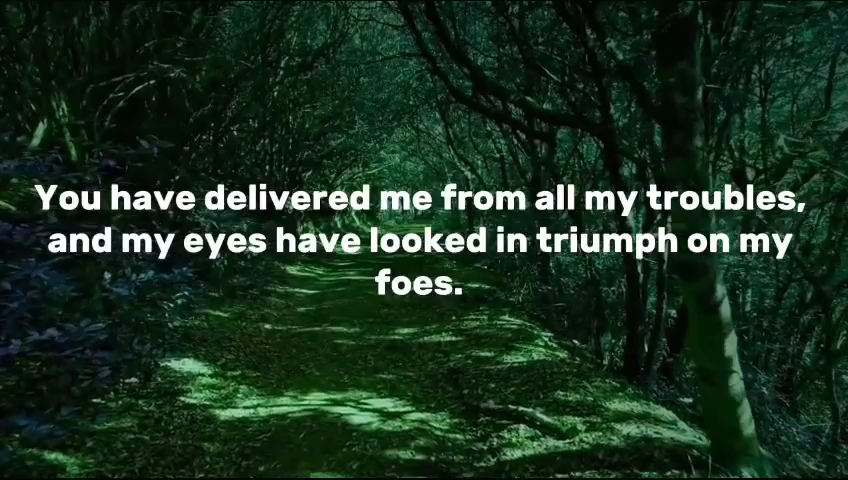 You have delivered me from all my troubles,
and my eyes have looked in triumph on my
foes.